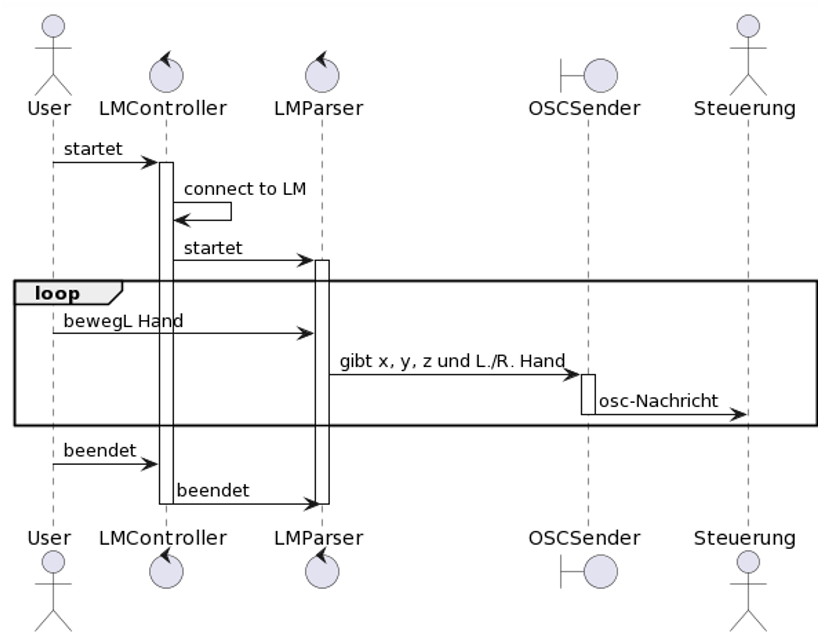 User LMController LMParser OSCSender Steuerung
startet
connect to LM
startet
loop
bewegL Hand
gibt x, y, z und L./R. Hand
osc-Nachricht
beendet
beendet
User LMController LMParser OSCSender Steuerung